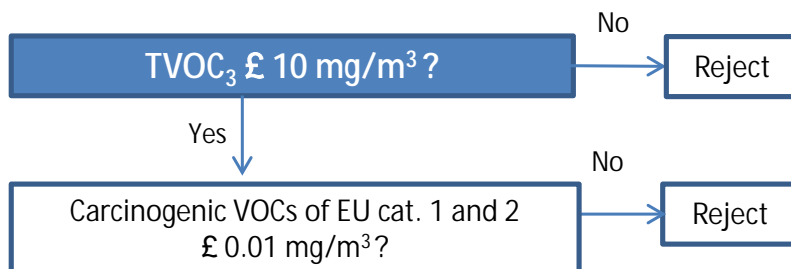 No
TVOC₃ £ 10 mg/m³ ?
Reject
Yes
No
Carcinogenic VOCs of EU cat. 1 and 2
£ 0.01 mg/m³ ?
Reject